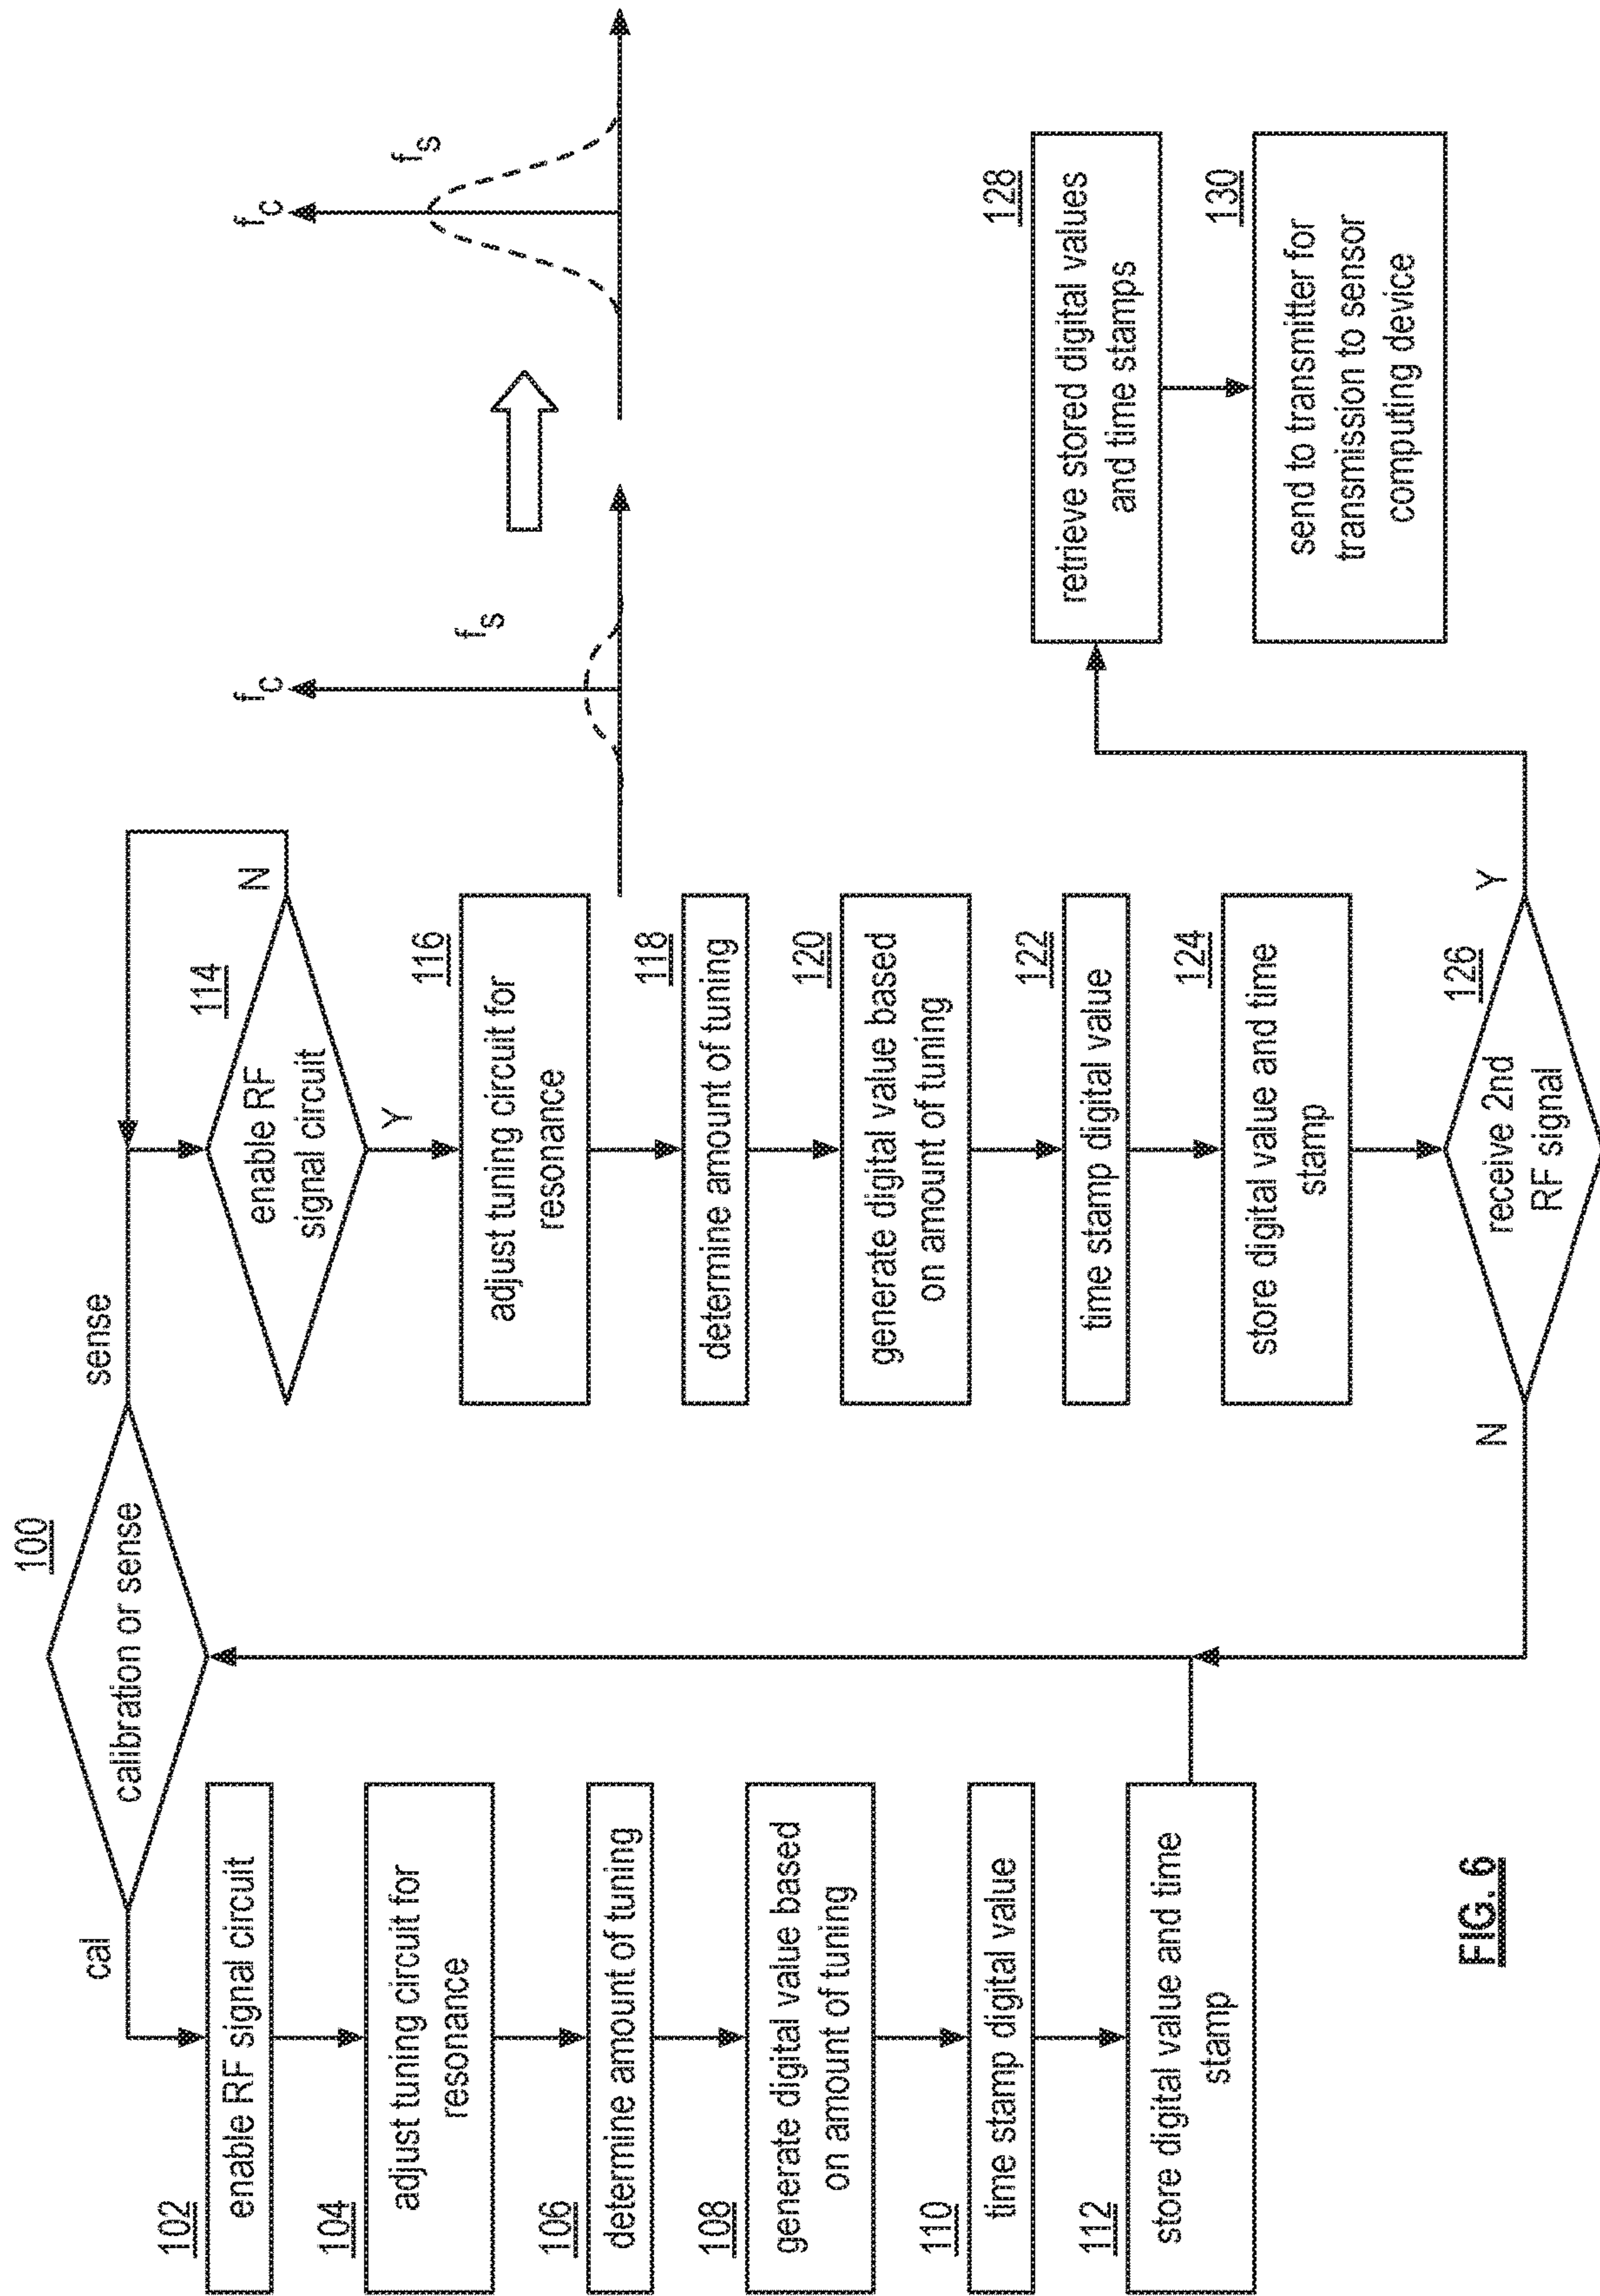 100
calibration or sense
cal
sense
102
enable RF signal circuit
104
adjust tuning circuit for
resonance
106
determine amount of tuning
108
generate digital value based
on amount of tuning
110
time stamp digital value
112
store digital value and time
stamp
114
enable RF
signal circuit
N
Y
116
adjust tuning circuit for
resonance
118
determine amount of tuning
120
generate digital value based
on amount of tuning
122
time stamp digital value
124
store digital value and time
stamp
126
receive 2nd
RF signal
N
Y
fc
fs
fc
fs
128
retrieve stored digital values
and time stamps
130
send to transmitter for
transmission to sensor
computing device
FIG. 6